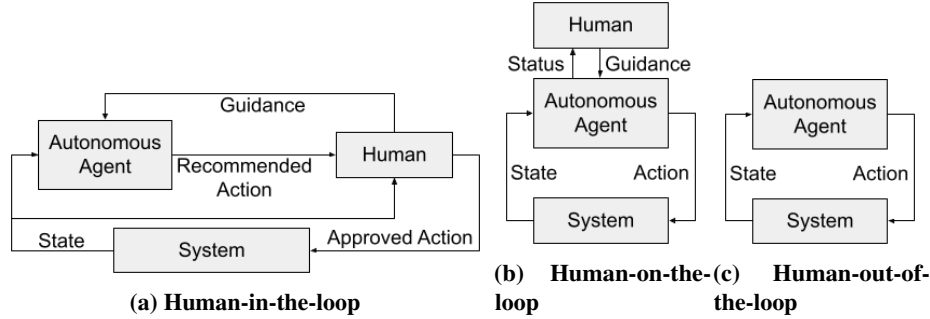 Guidance
Autonomous
Agent
Recommended
Action
Human
State
System
Approved Action
(a) Human-in-the-loop
Human
Status
Guidance
Autonomous
Agent
State
Action
System
(b) Human-on-the-
loop
Autonomous
Agent
State
Action
System
(c) Human-out-of-
the-loop